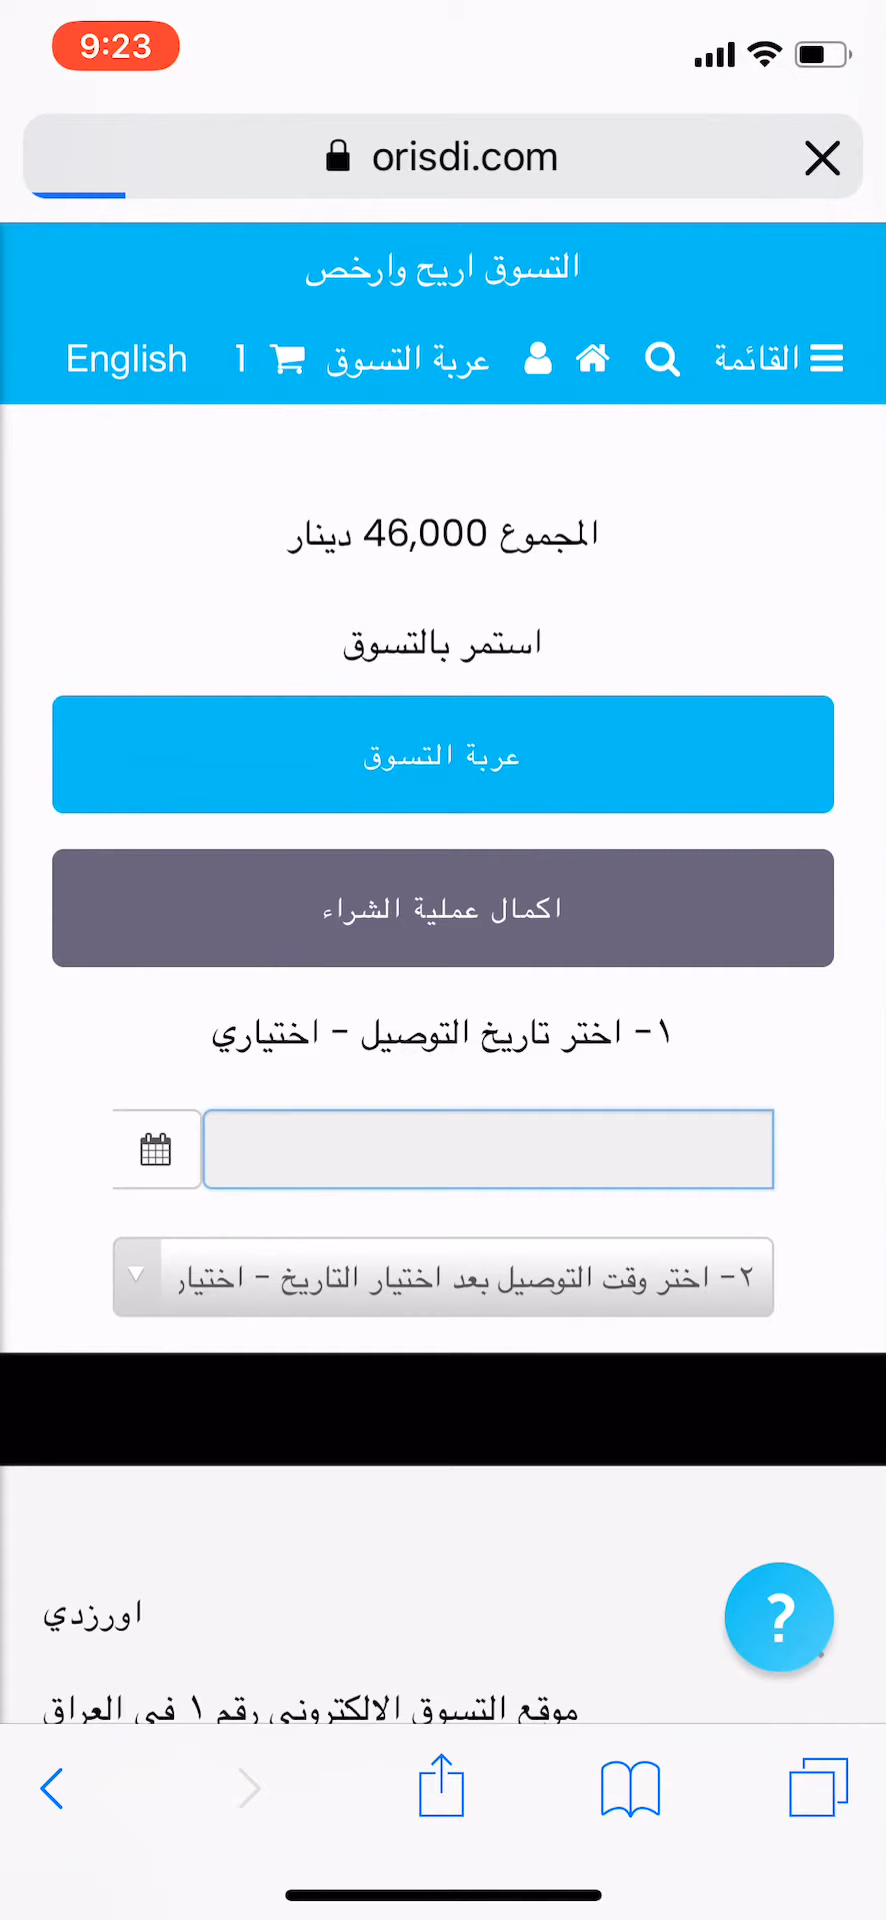 9:23
orisdi.com
التسوق اريح وارخص
القائمة عربة التسوق 1 English
المجموع 46,000 دينار
استمر بالتسوق
عربة التسوق
اكمال عملية الشراء
١- اختر تاريخ التوصيل - اختياري
٢- اختر وقت التوصيل بعد اختيار التاريخ - اختيار
?
اورزدي
موقع التسوق الالكتروني رقم ١ في العراق